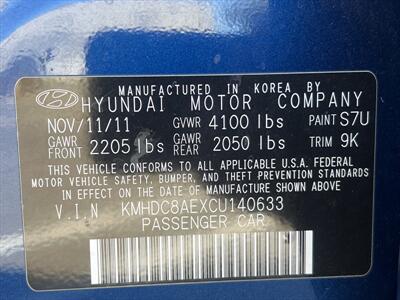 MANUFACTURED IN KOREA BY
HYUNDAI MOTOR COMPANY
NOV/11/11 GVWR 4100 lbs PAINT S7U
GAWR FRONT 2205 lbs GAWR REAR 2050 lbs TRIM 9K
THIS VEHICLE CONFORMS TO ALL APPLICABLE U.S.A. FEDERAL
MOTOR VEHICLE SAFETY, BUMPER, AND THEFT PREVENTION STANDARDS
IN EFFECT ON THE DATE OF MANUFACTURE SHOWN ABOVE.
V.I.N KMHDC8AEXCU140633
PASSENGER CAR